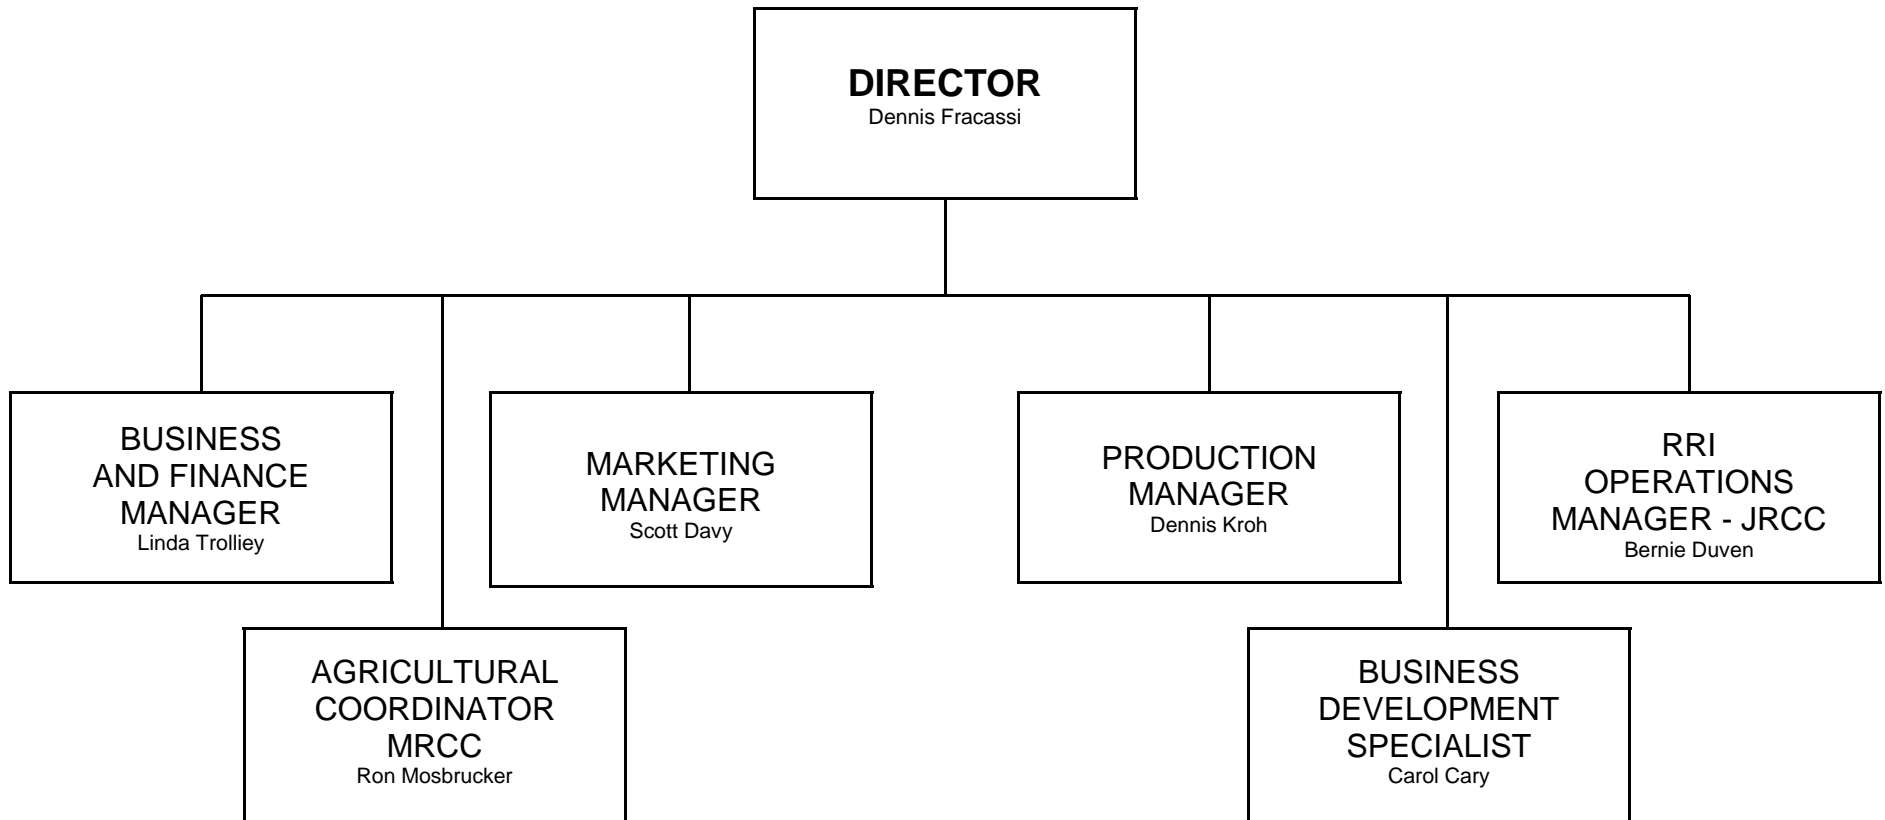 DIRECTOR
Dennis Fracassi
BUSINESS
AND FINANCE
MANAGER
Linda Trolliey
MARKETING
MANAGER
Scott Davy
PRODUCTION
MANAGER
Dennis Kroh
RRI
OPERATIONS
MANAGER - JRCC
Bernie Duven
AGRICULTURAL
COORDINATOR
MRCC
Ron Mosbrucker
BUSINESS
DEVELOPMENT
SPECIALIST
Carol Cary